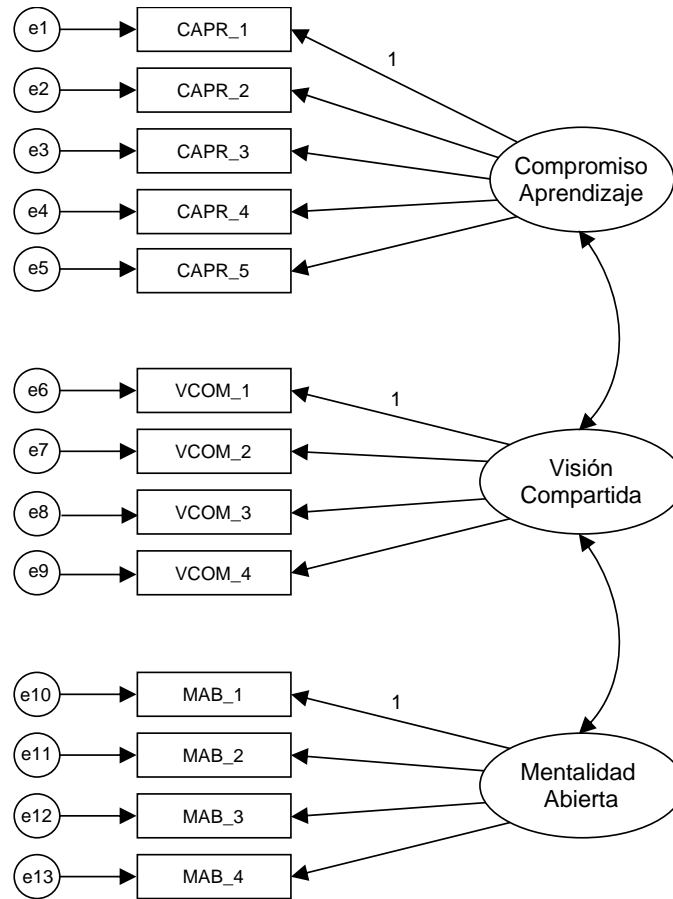 e1 CAPR_1
1
e2 CAPR_2
e3 CAPR_3
Compromiso
Aprendizaje
e4 CAPR_4
e5 CAPR_5
e6 VCOM_1
1
e7 VCOM_2
Visión
Compartida
e8 VCOM_3
e9 VCOM_4
e10 MAB_1
1
e11 MAB_2
Mentalidad
Abierta
e12 MAB_3
e13 MAB_4